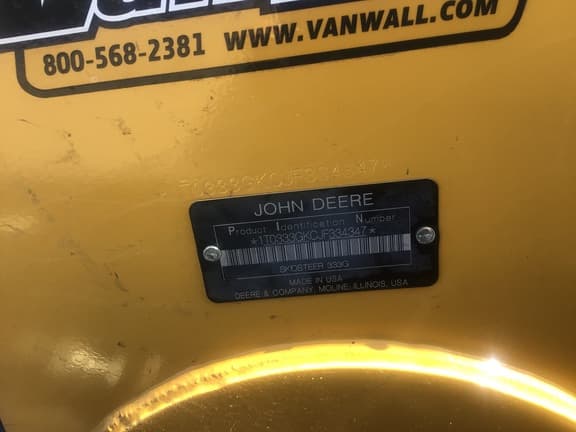 800-568-2381 WWW.VANWALL.COM
JOHN DEERE
Product Identification Number
*1T0333GKCJF334347*
SKIDSTEER 333G
MADE IN USA
DEERE & COMPANY, MOLINE, ILLINOIS, USA